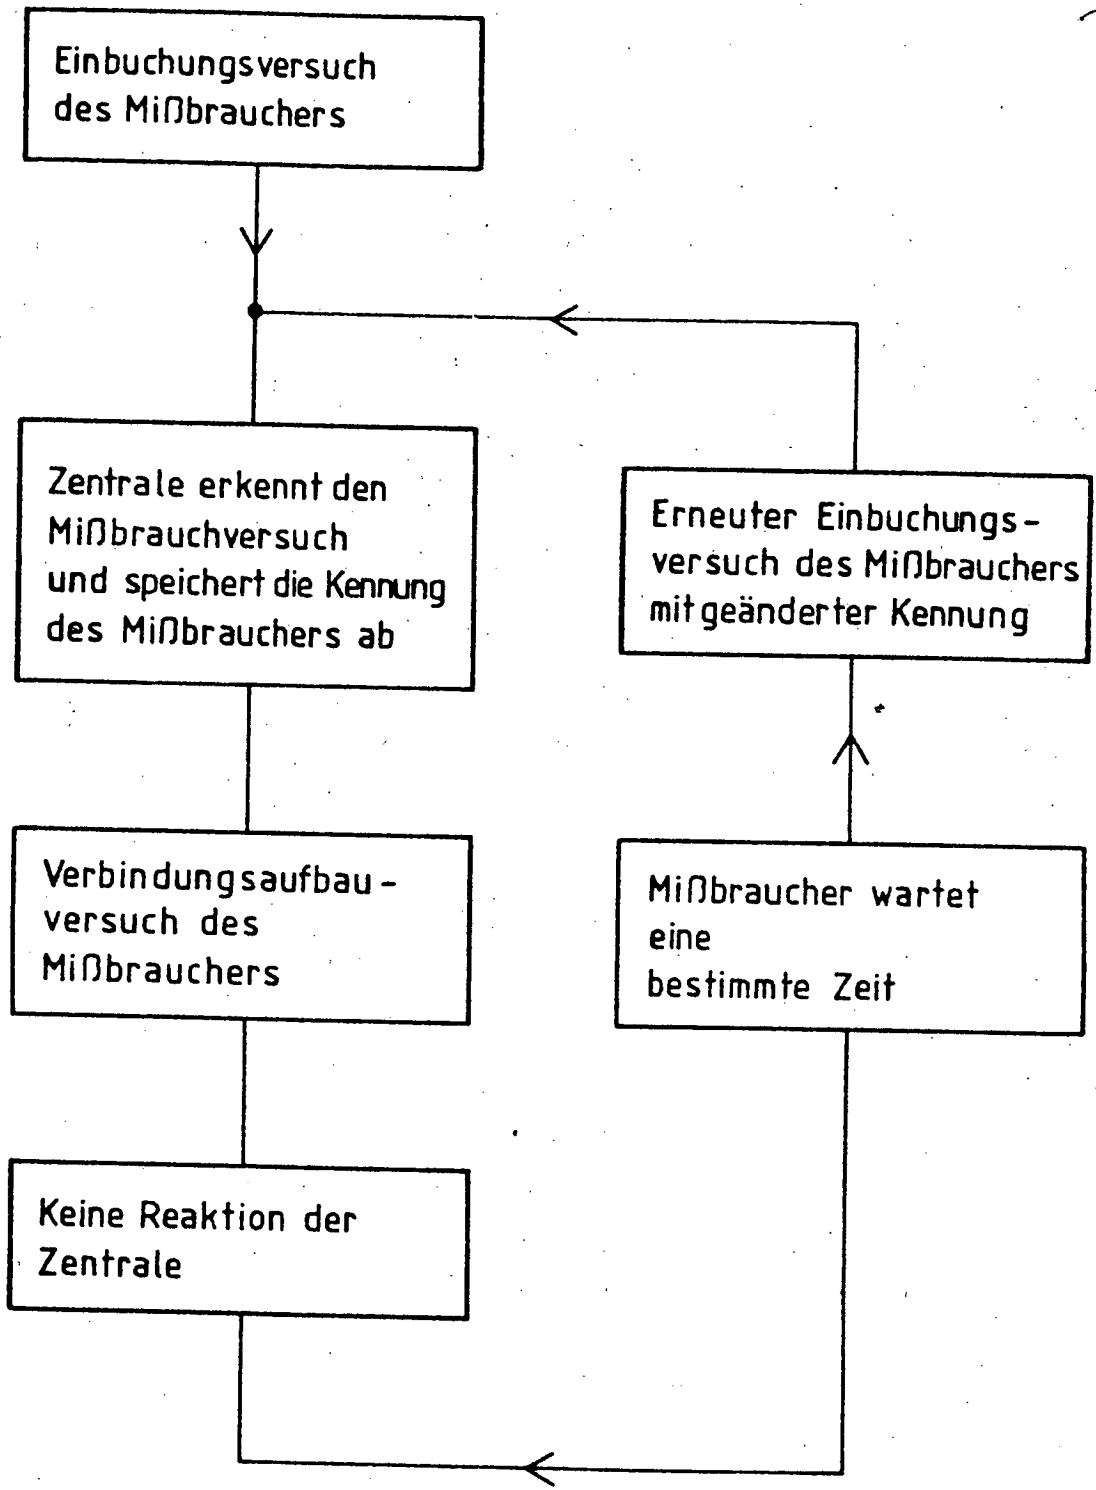 Einbuchungsversuch
des Mißbrauchers
Zentrale erkennt den
Mißbrauchversuch
und speichert die Kennung
des Mißbrauchers ab
Verbindungsaufbau-
versuch des
Mißbrauchers
Keine Reaktion der
Zentrale
Erneuter Einbuchungs-
versuch des Mißbrauchers
mit geänderter Kennung
Mißbraucher wartet
eine
bestimmte Zeit